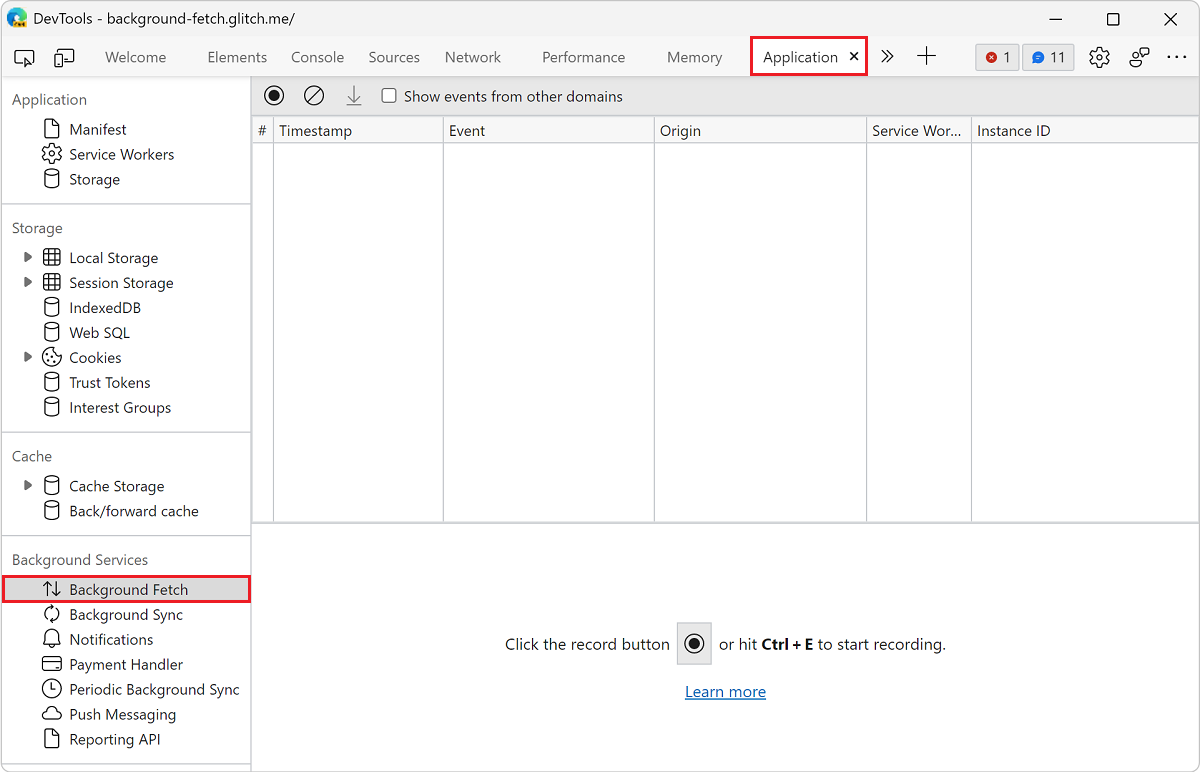 DevTools - background-fetch.glitch.me/
Welcome Elements Console Sources Network Performance Memory Application 1 11
Application
Manifest
Service Workers
Storage
Storage
Local Storage
Session Storage
IndexedDB
Web SQL
Cookies
Trust Tokens
Interest Groups
Cache
Cache Storage
Back/forward cache
Background Services
Background Fetch
Background Sync
Notifications
Payment Handler
Periodic Background Sync
Push Messaging
Reporting API
Show events from other domains
# Timestamp Event Origin Service Wor... Instance ID
Click the record button or hit Ctrl + E to start recording.
Learn more